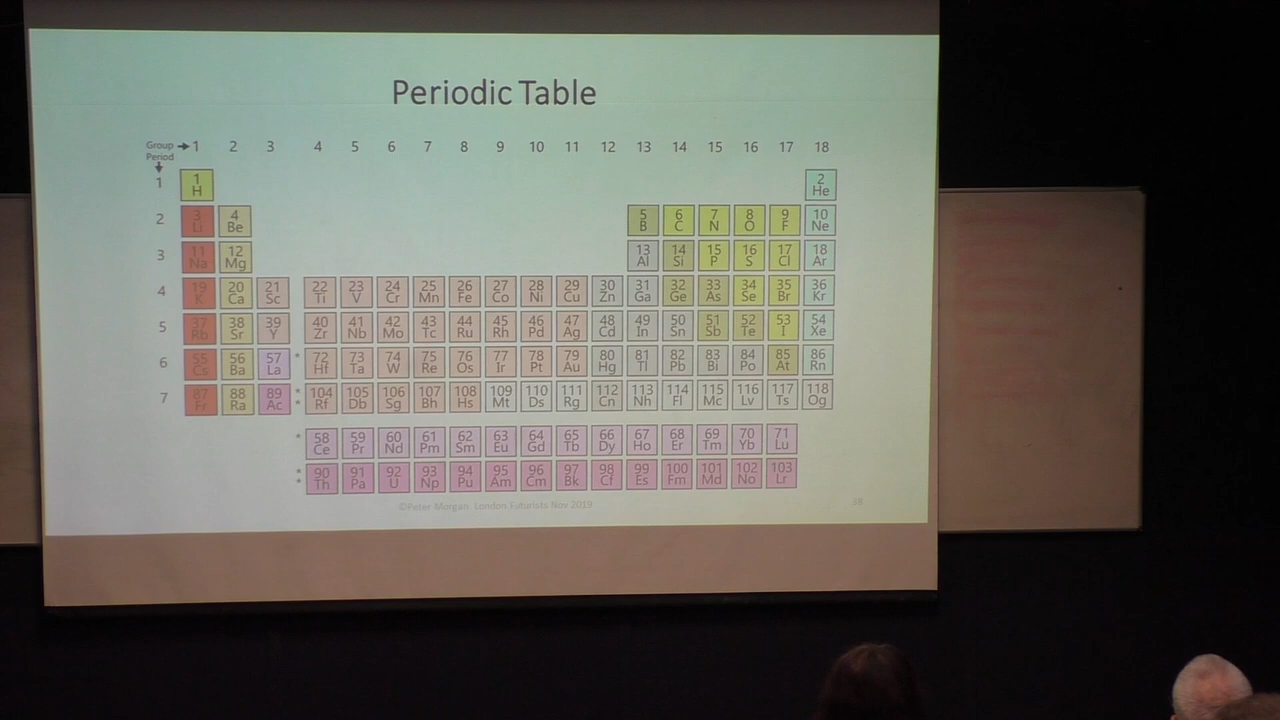 Periodic Table
Group → 1 2 3 4 5 6 7 8 9 10 11 12 13 14 15 16 17 18
Period
↓
1 1 H 2 He
2 3 Li 4 Be 5 B 6 C 7 N 8 O 9 F 10 Ne
3 11 Na 12 Mg 13 Al 14 Si 15 P 16 S 17 Cl 18 Ar
4 19 K 20 Ca 21 Sc 22 Ti 23 V 24 Cr 25 Mn 26 Fe 27 Co 28 Ni 29 Cu 30 Zn 31 Ga 32 Ge 33 As 34 Se 35 Br 36 Kr
5 37 Rb 38 Sr 39 Y 40 Zr 41 Nb 42 Mo 43 Tc 44 Ru 45 Rh 46 Pd 47 Ag 48 Cd 49 In 50 Sn 51 Sb 52 Te 53 I 54 Xe
6 55 Cs 56 Ba 57 La * 72 Hf 73 Ta 74 W 75 Re 76 Os 77 Ir 78 Pt 79 Au 80 Hg 81 Tl 82 Pb 83 Bi 84 Po 85 At 86 Rn
7 87 Fr 88 Ra 89 Ac ** 104 Rf 105 Db 106 Sg 107 Bh 108 Hs 109 Mt 110 Ds 111 Rg 112 Cn 113 Nh 114 Fl 115 Mc 116 Lv 117 Ts 118 Og
* 58 Ce 59 Pr 60 Nd 61 Pm 62 Sm 63 Eu 64 Gd 65 Tb 66 Dy 67 Ho 68 Er 69 Tm 70 Yb 71 Lu
** 90 Th 91 Pa 92 U 93 Np 94 Pu 95 Am 96 Cm 97 Bk 98 Cf 99 Es 100 Fm 101 Md 102 No 103 Lr
©Peter Morgan. London Futurists Nov 2019
38